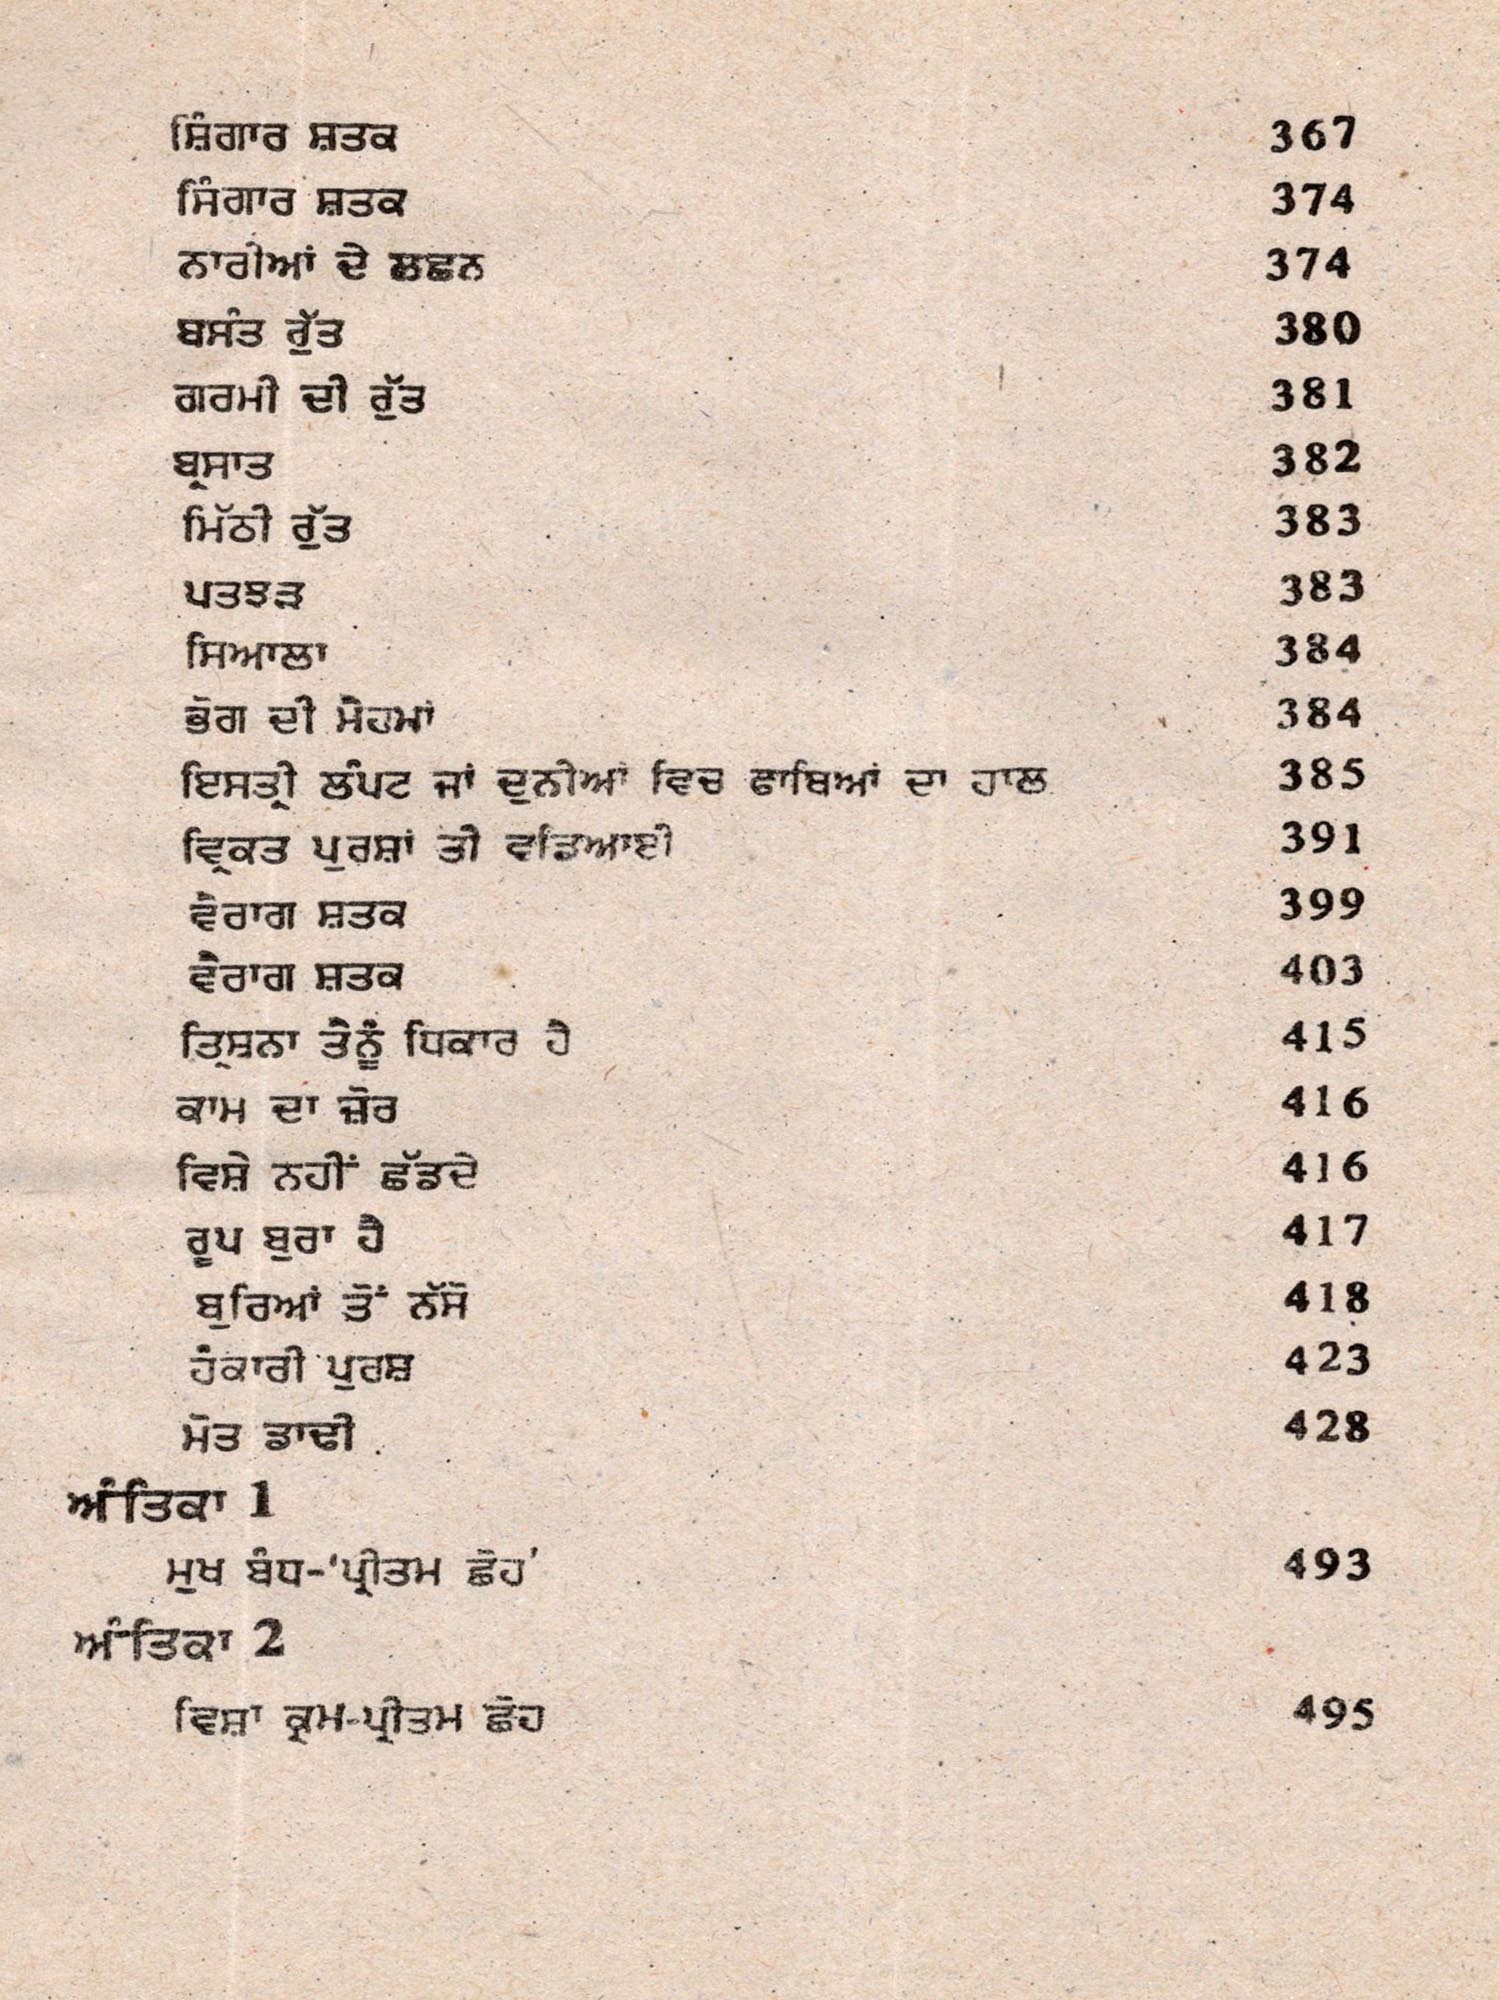 ਸ਼ਿੰਗਾਰ ਸ਼ਤਕ 367
ਸਿੰਗਾਰ ਸ਼ਤਕ 374
ਨਾਰੀਆਂ ਦੇ ਲਛਨ 374
ਬਸੰਤ ਰੁੱਤ 380
ਗਰਮੀ ਦੀ ਰੁੱਤ 381
ਬ੍ਰਸਾਤ 382
ਮਿੱਠੀ ਰੁੱਤ 383
ਪਤਝੜ 383
ਸਿਆਲਾ 384
ਭੋਗ ਦੀ ਮੈਹਮਾਂ 384
ਇਸਤ੍ਰੀ ਲੰਪਟ ਜਾਂ ਦੁਨੀਆਂ ਵਿਚ ਫਾਬਿਆਂ ਦਾ ਹਾਲ 385
ਵ੍ਰਿਕਤ ਪੁਰਸ਼ਾਂ ਤੀ ਵਡਿਆਈ 391
ਵੈਰਾਗ ਸ਼ਤਕ 399
ਵੈਰਾਗ ਸ਼ਤਕ 403
ਤ੍ਰਿਸ਼ਨਾ ਤੈਨੂੰ ਧਿਕਾਰ ਹੈ 415
ਕਾਮ ਦਾ ਜ਼ੋਰ 416
ਵਿਸ਼ੇ ਨਹੀਂ ਛੱਡਦੇ 416
ਰੂਪ ਬੁਰਾ ਹੈ 417
ਬੁਰਿਆਂ ਤੋਂ ਨੱਸੋ 418
ਹੰਕਾਰੀ ਪੁਰਸ਼ 423
ਮੌਤ ਡਾਢੀ 428
ਅੰਤਿਕਾ 1
ਮੁਖ ਬੰਧ-'ਪ੍ਰੀਤਮ ਛੋਹ' 493
ਅੰਤਿਕਾ 2
ਵਿਸ਼ਾ ਕ੍ਰਮ-ਪ੍ਰੀਤਮ ਛੋਹ 495